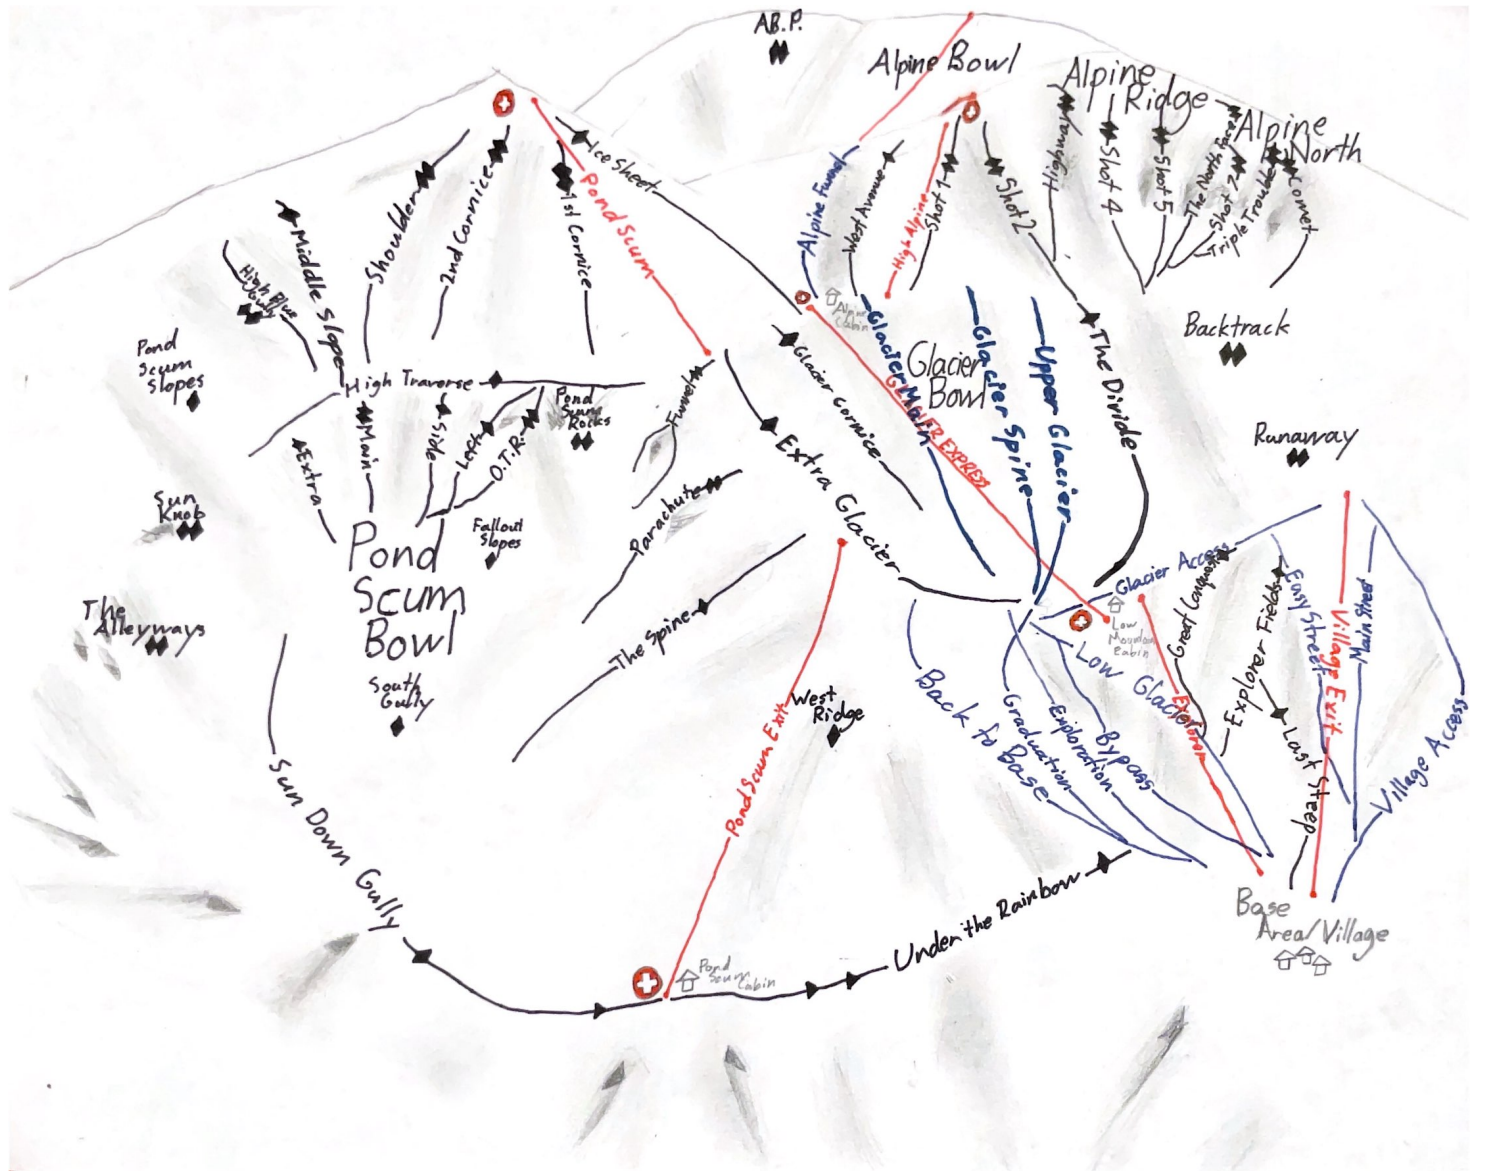 A.B.P.
Alpine Bowl
Alpine
Ridge
Alpine
North
Ice Sheet
Pond Scum
Shoulder
2nd Cornice
1st Cornice
Middle Slope
High Blue
Gully
Alpine Funnel
West Avenue
High Alpine
Shot 1
Shot 2
Highway
Shot 4
Shot 5
The North Face
Shot 7
Triple Trouble
Comet
Alpine
Cabin
Pond
Scum
Slopes
High Traverse
Pond
Scum
Rocks
Funnel
Glacier Cornice
Glacier Main
Glacier
Bowl
GLACIER EXPRESS
Glacier Spine
Upper Glacier
The Divide
Backtrack
Runaway
Extra
Main
Side
Left
O.T.R.
Extra Glacier
Parachute
Sun
Knob
Fallout
Slopes
Pond
Scum
Bowl
The
Alleyways
South
Gully
The Spine
Glacier Access
Low
Mountain
Cabin
Great Conquest
Explorer Fields
Easy Street
Village Exit
Main Street
Village Access
Low Glacier
Explorer
Last Steep
Back to Base
Graduation
Exploration
Bypass
West
Ridge
Pond Scum Exit
Sun Down Gully
Under the Rainbow
Pond
Scum
Cabin
Base
Area/Village